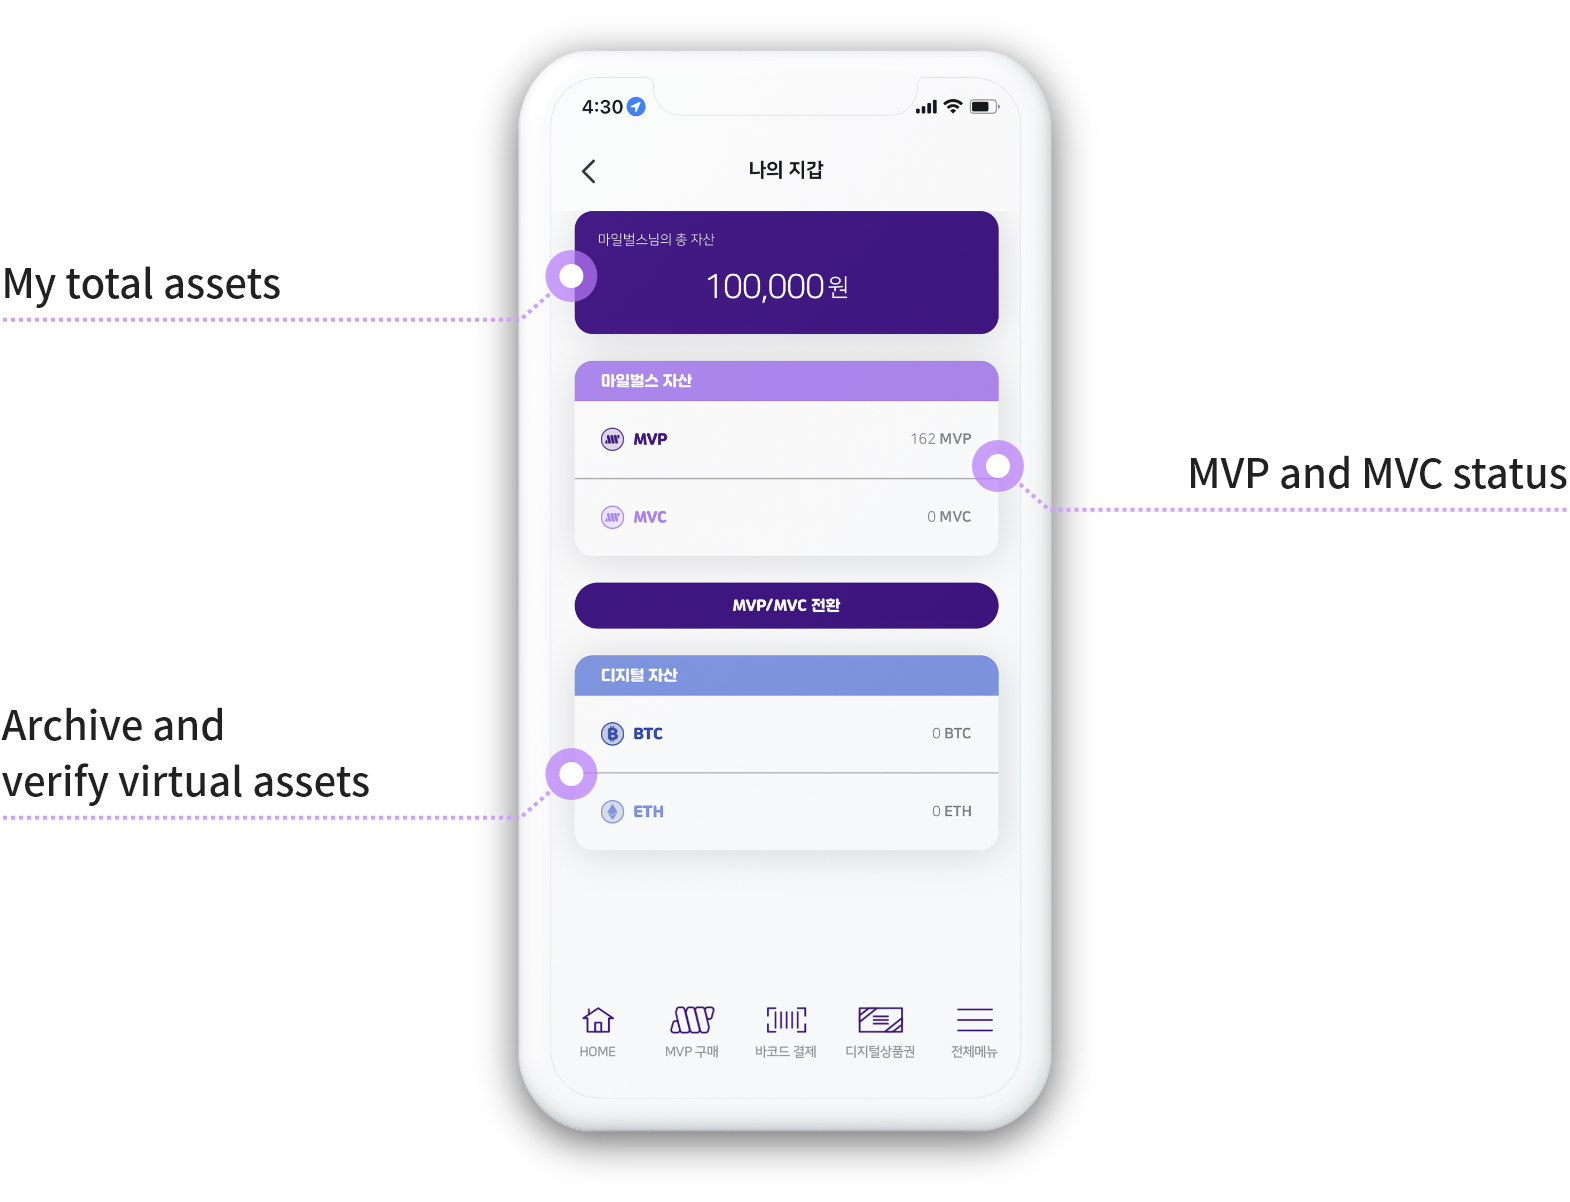 4:30
나의 지갑
마일벌스님의 총 자산
100,000원
My total assets
마일벌스 자산
MVP
162 MVP
MVP and MVC status
MVC
0 MVC
MVP/MVC 전환
디지털 자산
BTC
0 BTC
Archive and
verify virtual assets
ETH
0 ETH
HOME
MVP 구매
바코드 결제
디지털상품권
전체메뉴